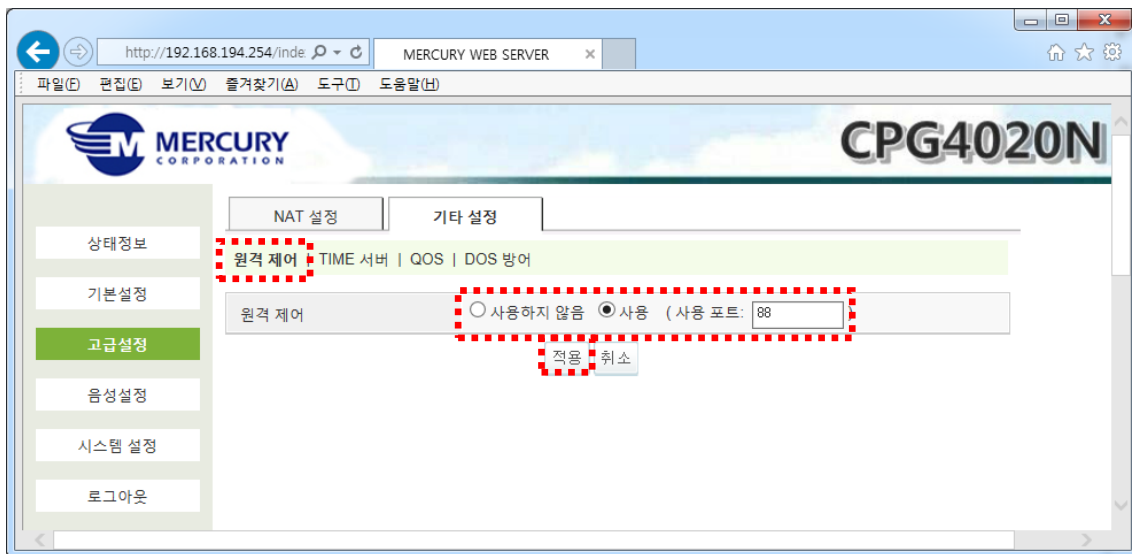 http://192.168.194.254/inde
MERCURY WEB SERVER
파일(F) 편집(E) 보기(V) 즐겨찾기(A) 도구(T) 도움말(H)
MERCURY
CORPORATION
CPG4020N
NAT 설정
기타 설정
상태정보
원격 제어 | TIME 서버 | QOS | DOS 방어
기본설정
원격 제어
사용하지 않음 사용 ( 사용 포트: 88 )
고급설정
적용 취소
음성설정
시스템 설정
로그아웃